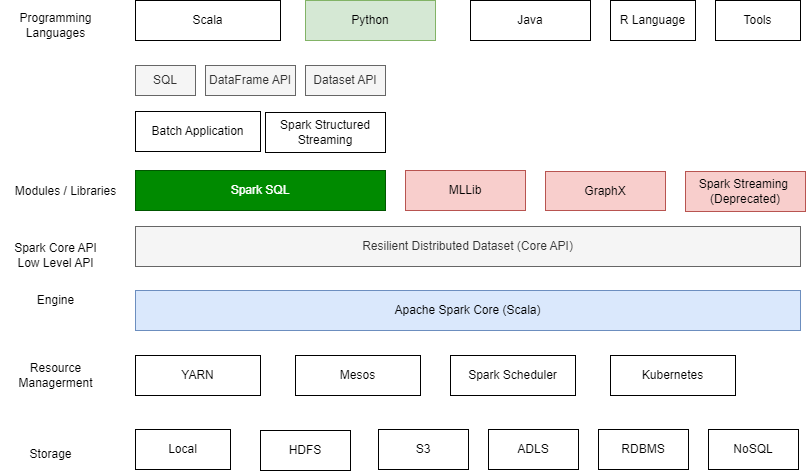 Programming
Languages
Scala
Python
Java
R Language
Tools
SQL
DataFrame API
Dataset API
Batch Application
Spark Structured
Streaming
Modules / Libraries
Spark SQL
MLLib
GraphX
Spark Streaming
(Deprecated)
Spark Core API
Low Level API
Resilient Distributed Dataset (Core API)
Engine
Apache Spark Core (Scala)
Resource
Management
YARN
Mesos
Spark Scheduler
Kubernetes
Storage
Local
HDFS
S3
ADLS
RDBMS
NoSQL